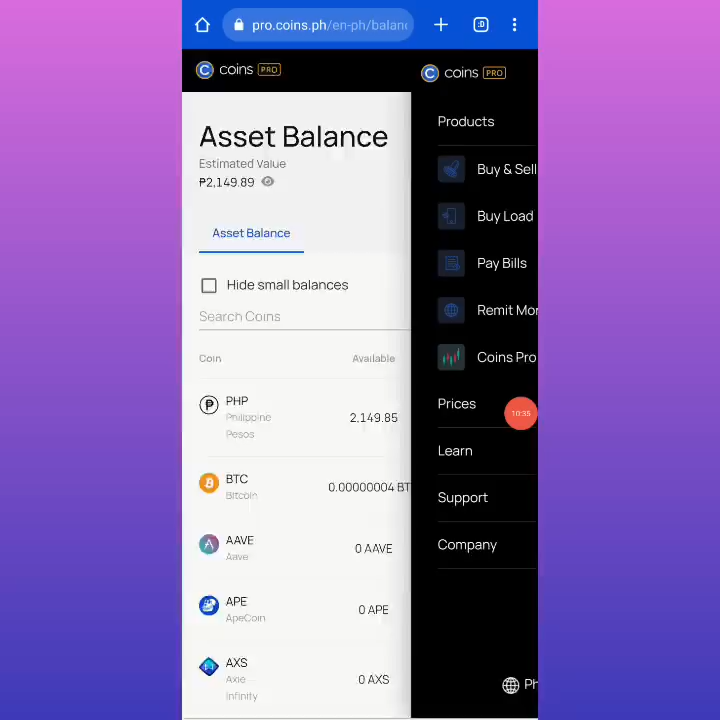 pro.coins.ph/en-ph/balan
:D
coins PRO
Asset Balance
Estimated Value
₱2,149.89
Asset Balance
Hide small balances
Search Coins
Coin Available
PHP
Philippine
Pesos
2,149.85
BTC
Bitcoin
0.00000004 BT
AAVE
Aave
0 AAVE
APE
ApeCoin
0 APE
AXS
Axie
Infinity
0 AXS
coins PRO
Products
Buy & Sell
Buy Load
Pay Bills
Remit Mo
Coins Pro
Prices
10:35
Learn
Support
Company
Ph